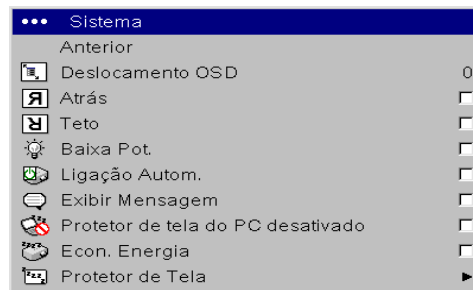 ••• Sistema
Anterior
Deslocamento OSD 0
Atrás
Teto
Baixa Pot.
Ligação Autom.
Exibir Mensagem
Protetor de tela do PC desativado
Econ. Energia
Protetor de Tela